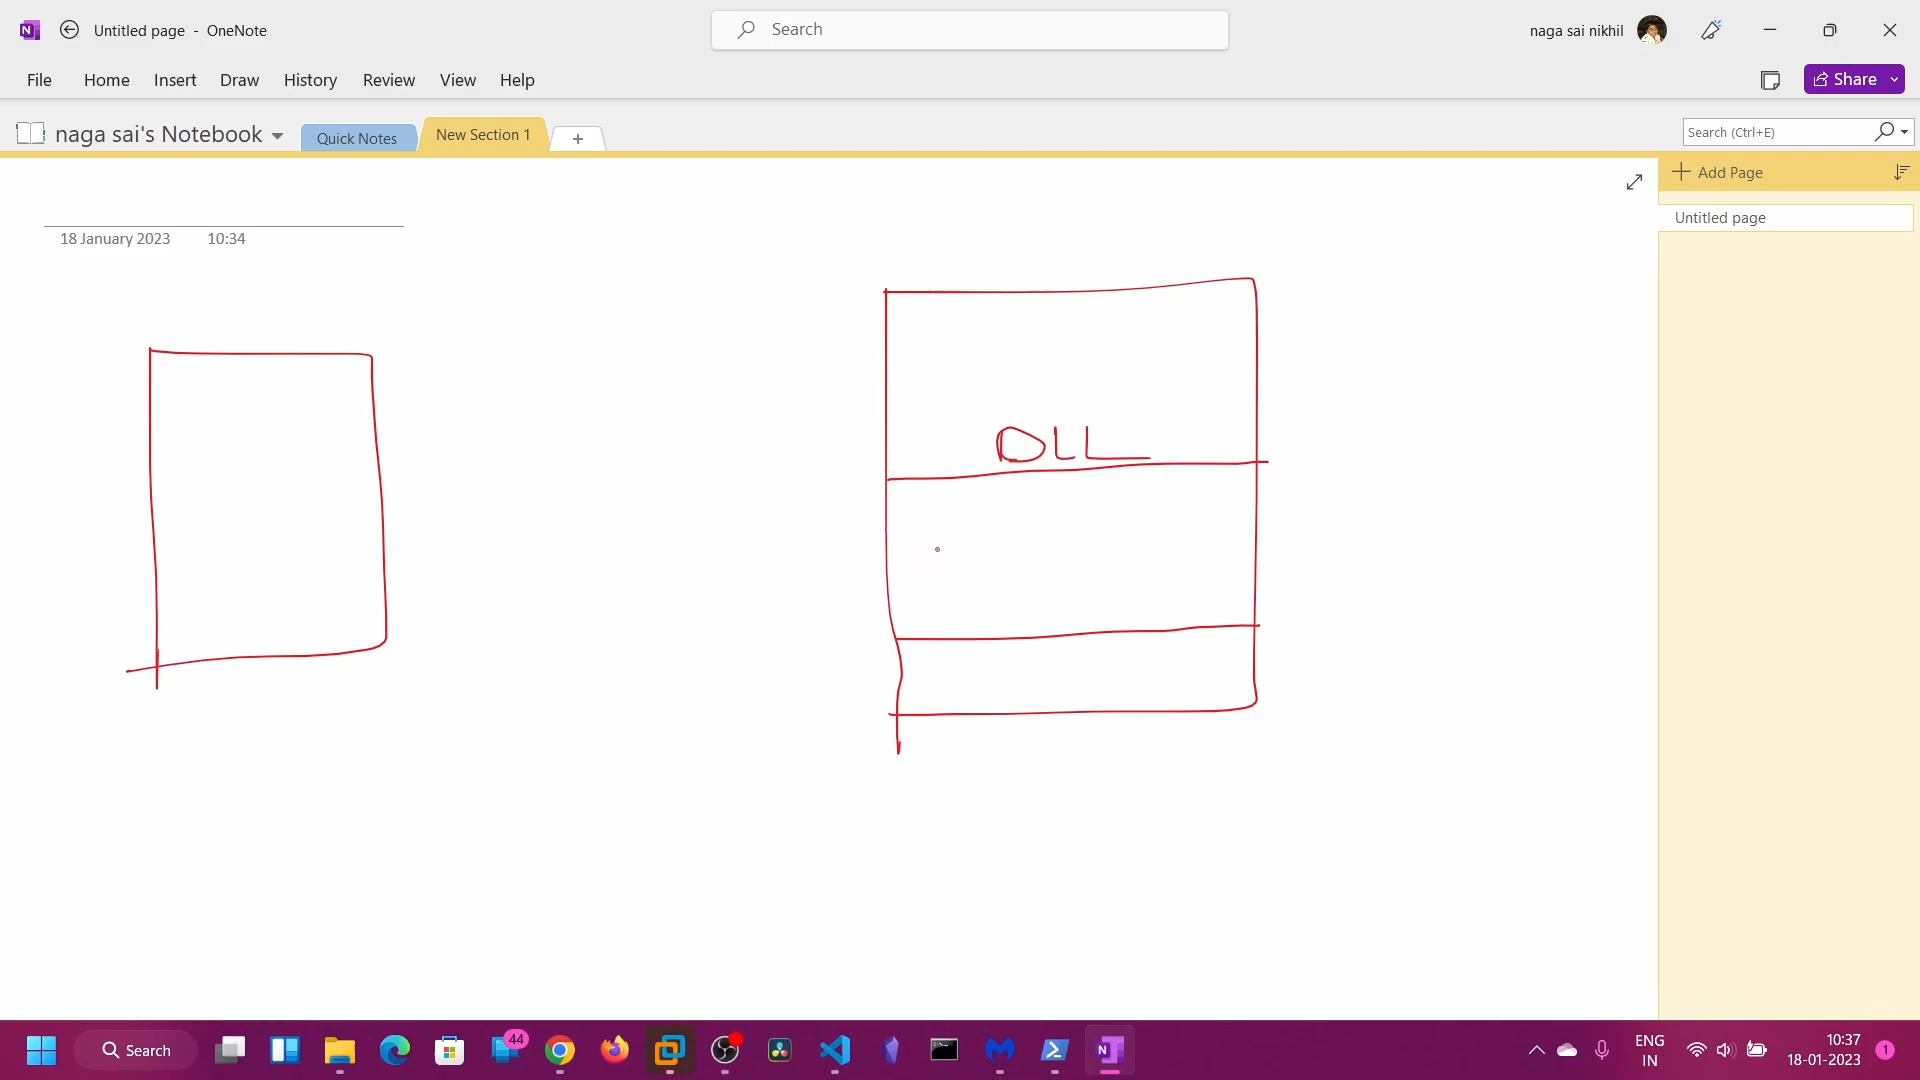 Untitled page - OneNote
Search
naga sai nikhil
File Home Insert Draw History Review View Help
Share
naga sai's Notebook
Quick Notes
New Section 1
Search (Ctrl+E)
Add Page
Untitled page
18 January 2023 10:34
DLL
Search
44
ENG
IN
10:37
18-01-2023
1